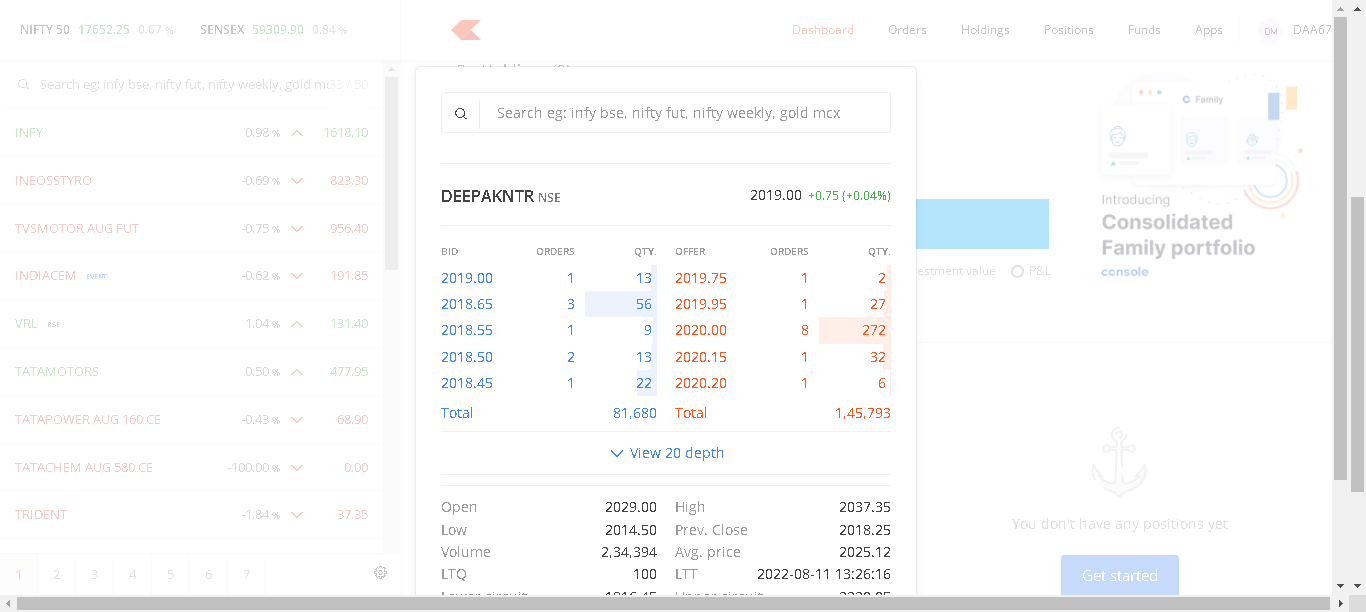 NIFTY 50 17652.25 0.67 % SENSEX 59309.90 0.84 %
Dashboard Orders Holdings Positions Funds Apps DM DAA67
Search eg: infy bse, nifty fut, nifty weekly, gold mc 33 / 50
INFY 0.98 % 1618.10
INEOSSTYRO -0.69 % 823.30
TVSMOTOR AUG FUT -0.75 % 956.40
INDIACEM EVENT -0.62 % 191.85
VRL BSE 1.04 % 131.40
TATAMOTORS 0.50 % 477.95
TATAPOWER AUG 160 CE -0.43 % 68.90
TATACHEM AUG 580 CE -100.00 % 0.00
TRIDENT -1.84 % 37.35
1 2 3 4 5 6 7
Search eg: infy bse, nifty fut, nifty weekly, gold mcx
DEEPAKNTR NSE 2019.00 +0.75 (+0.04%)
BID ORDERS QTY. OFFER ORDERS QTY.
2019.00 1 13 2019.75 1 2
2018.65 3 56 2019.95 1 27
2018.55 1 9 2020.00 8 272
2018.50 2 13 2020.15 1 32
2018.45 1 22 2020.20 1 6
Total 81,680 Total 1,45,793
View 20 depth
Open 2029.00 High 2037.35
Low 2014.50 Prev. Close 2018.25
Volume 2,34,394 Avg. price 2025.12
LTQ 100 LTT 2022-08-11 13:26:16
Family
Introducing
Consolidated
Family portfolio
console
estment value P&L
You don't have any positions yet
Get started